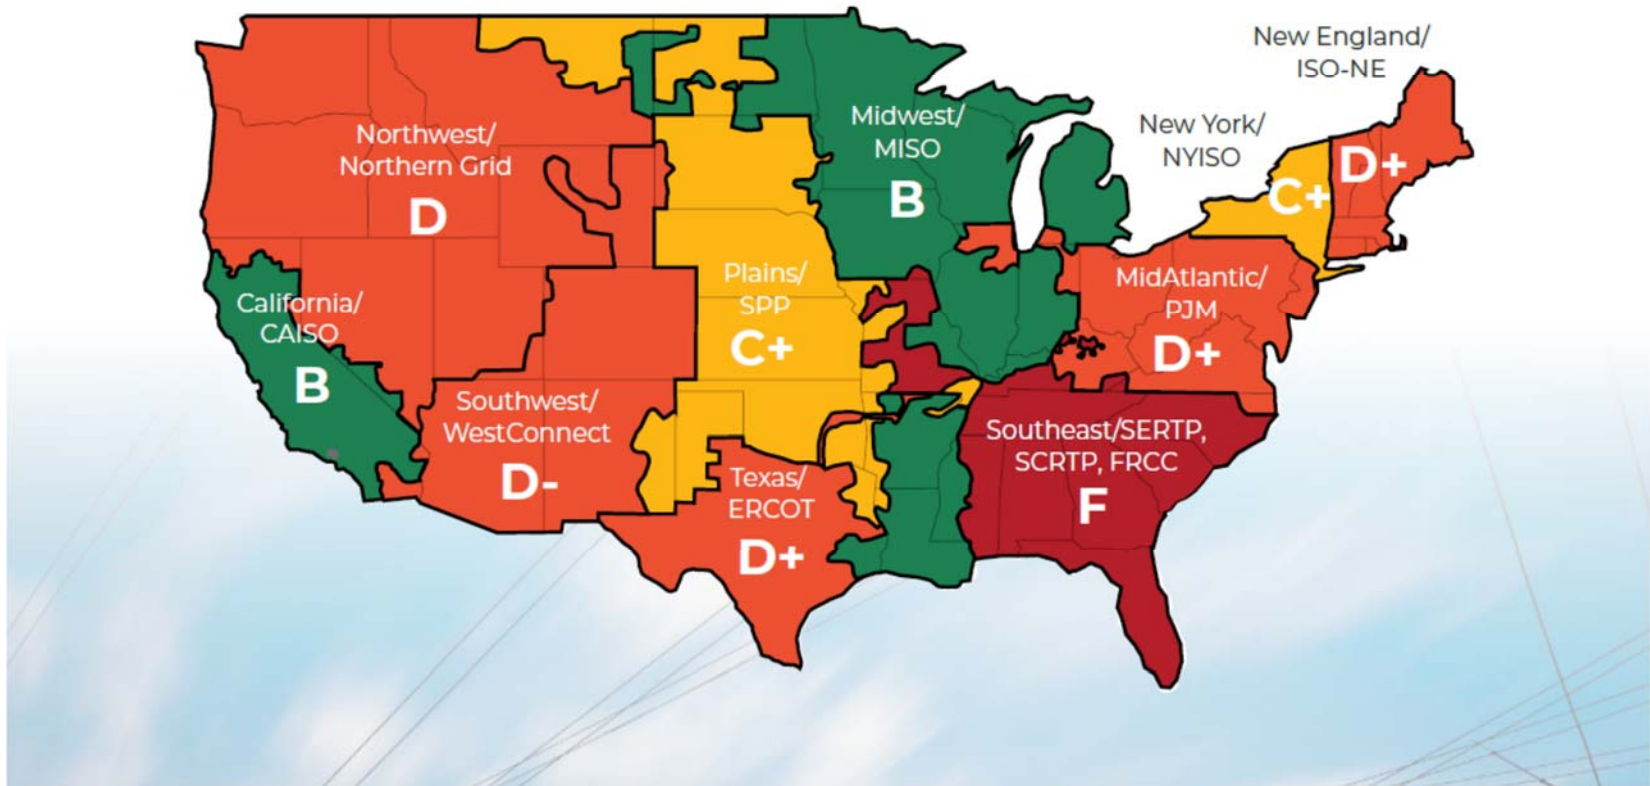 New England/
ISO-NE
New York/
NYISO
D+
C+
Northwest/
Northern Grid
D
Midwest/
MISO
B
California/
CAISO
B
Plains/
SPP
C+
MidAtlantic/
PJM
D+
Southwest/
WestConnect
D-
Texas/
ERCOT
D+
Southeast/SERTP,
SCRTP, FRCC
F